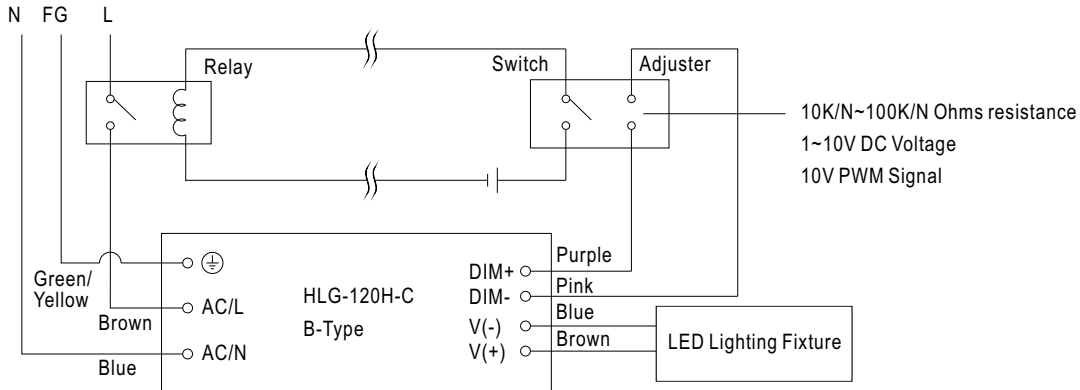 N FG L
Relay
Switch
Adjuster
10K/N~100K/N Ohms resistance
1~10V DC Voltage
10V PWM Signal
Green/
Yellow
Brown
Blue
AC/L
AC/N
HLG-120H-C
B-Type
DIM+
DIM-
V(-)
V(+)
Purple
Pink
Blue
Brown
LED Lighting Fixture